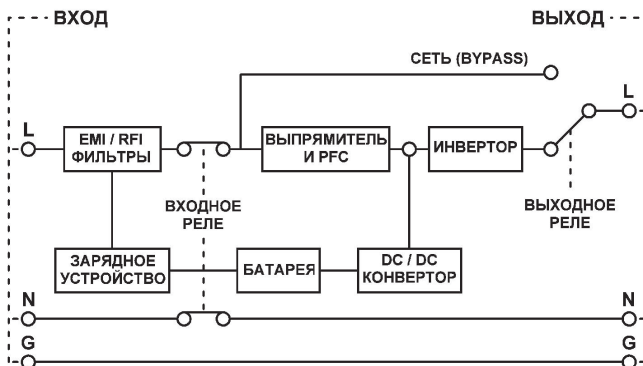 ВХОД
ВЫХОД
СЕТЬ (BYPASS)
L
L
EMI / RFI
ФИЛЬТРЫ
ВЫПРЯМИТЕЛЬ
И PFC
ИНВЕРТОР
ВХОДНОЕ
РЕЛЕ
ВЫХОДНОЕ
РЕЛЕ
ЗАРЯДНОЕ
УСТРОЙСТВО
БАТАРЕЯ
DC / DC
КОНВЕРТОР
N
N
G
G